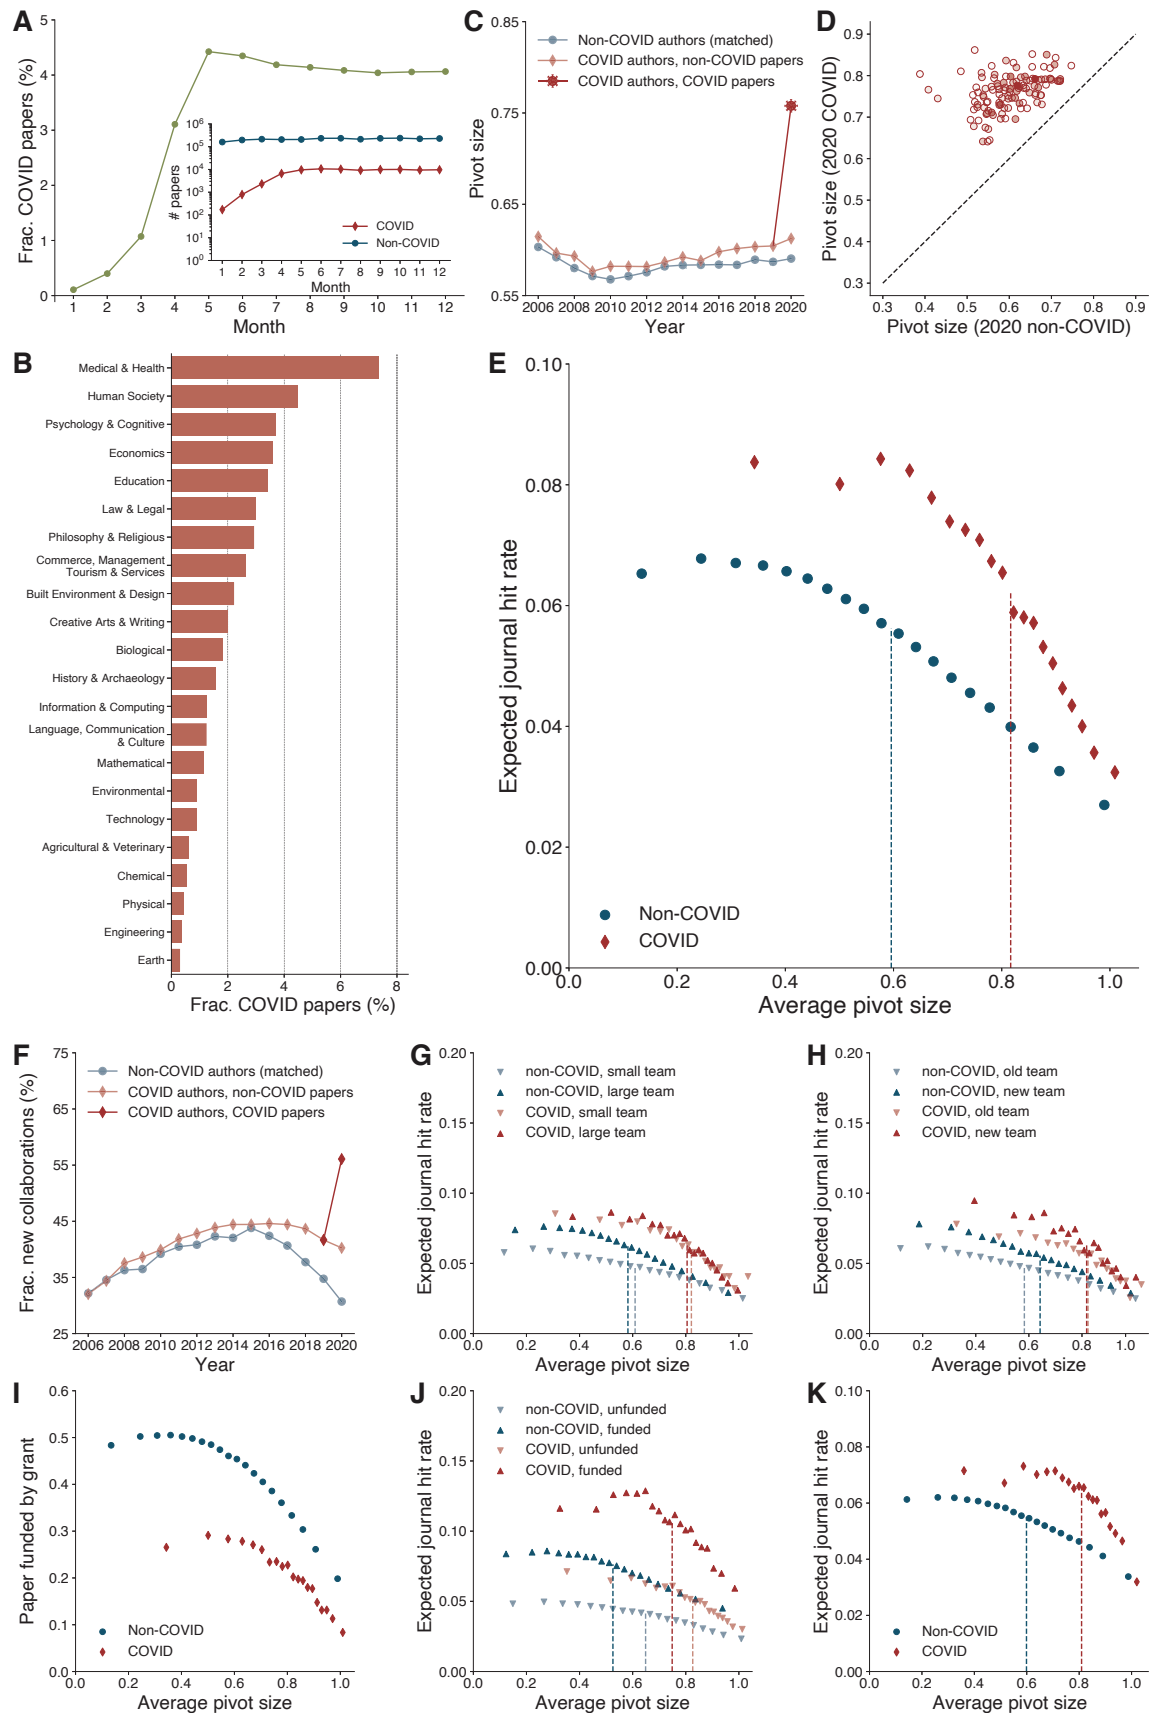 A
Frac. COVID papers (%)
5
4
3
2
1
0
1 2 3 4 5 6 7 8 9 10 11 12
Month
# papers
10^6
10^5
10^4
10^3
10^2
10^1
10^0
COVID
Non-COVID
1 2 3 4 5 6 7 8 9 10 11 12
Month
C
Pivot size
0.85
0.75
0.65
0.55
Non-COVID authors (matched)
COVID authors, non-COVID papers
COVID authors, COVID papers
2006 2008 2010 2012 2014 2016 2018 2020
Year
D
Pivot size (2020 COVID)
0.9
0.8
0.7
0.6
0.5
0.4
0.3
0.3 0.4 0.5 0.6 0.7 0.8 0.9
Pivot size (2020 non-COVID)
B
Medical & Health
Human Society
Psychology & Cognitive
Economics
Education
Law & Legal
Philosophy & Religious
Commerce, Management
Tourism & Services
Built Environment & Design
Creative Arts & Writing
Biological
History & Archaeology
Information & Computing
Language, Communication
& Culture
Mathematical
Environmental
Technology
Agricultural & Veterinary
Chemical
Physical
Engineering
Earth
0 2 4 6 8
Frac. COVID papers (%)
E
Expected journal hit rate
0.10
0.08
0.06
0.04
0.02
0.00
Non-COVID
COVID
0.0 0.2 0.4 0.6 0.8 1.0
Average pivot size
F
Frac. new collaborations (%)
75
65
55
45
35
25
Non-COVID authors (matched)
COVID authors, non-COVID papers
COVID authors, COVID papers
2006 2008 2010 2012 2014 2016 2018 2020
Year
G
Expected journal hit rate
0.20
0.15
0.10
0.05
0.00
non-COVID, small team
non-COVID, large team
COVID, small team
COVID, large team
0.0 0.2 0.4 0.6 0.8 1.0
Average pivot size
H
Expected journal hit rate
0.20
0.15
0.10
0.05
0.00
non-COVID, old team
non-COVID, new team
COVID, old team
COVID, new team
0.0 0.2 0.4 0.6 0.8 1.0
Average pivot size
I
Paper funded by grant
0.6
0.5
0.4
0.3
0.2
0.1
0.0
Non-COVID
COVID
0.0 0.2 0.4 0.6 0.8 1.0
Average pivot size
J
Expected journal hit rate
0.20
0.15
0.10
0.05
0.00
non-COVID, unfunded
non-COVID, funded
COVID, unfunded
COVID, funded
0.0 0.2 0.4 0.6 0.8 1.0
Average pivot size
K
Expected journal hit rate
0.10
0.08
0.06
0.04
0.02
0.00
Non-COVID
COVID
0.0 0.2 0.4 0.6 0.8 1.0
Average pivot size